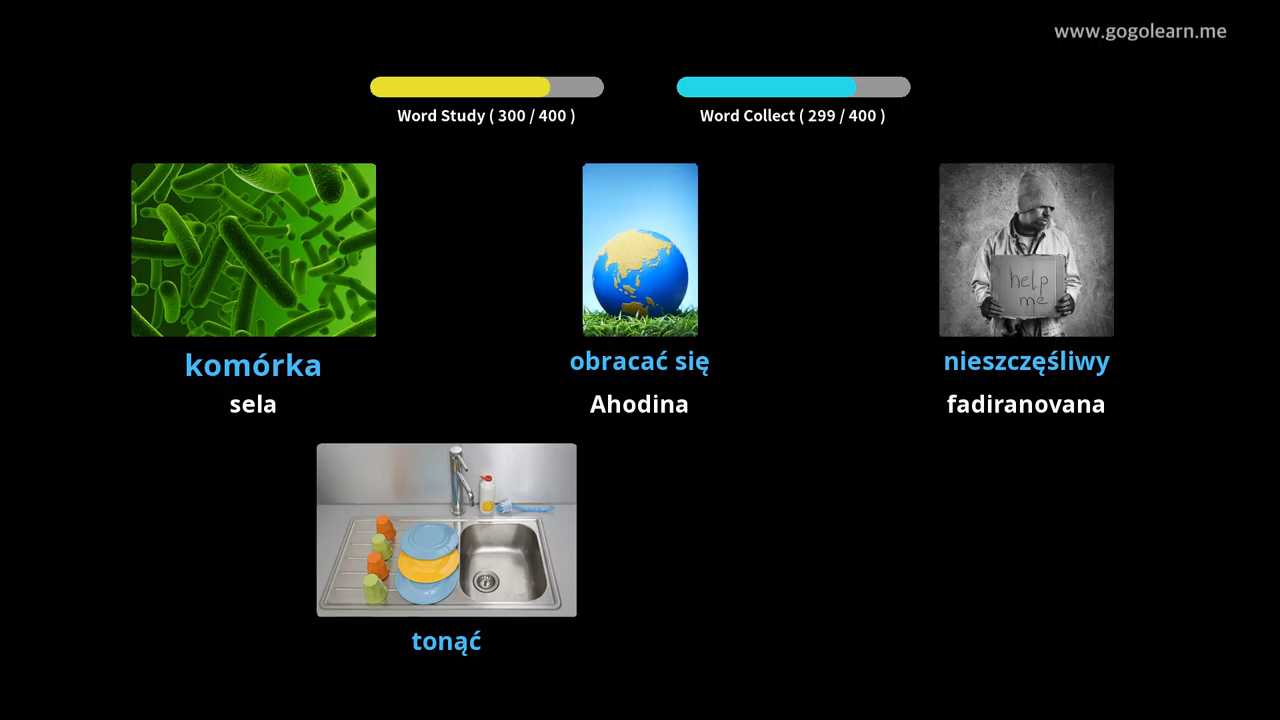 www.gogolearn.me
Word Study ( 300 / 400 )
Word Collect ( 299 / 400 )
help
me
komórka
obracać się
nieszczęśliwy
sela
Ahodina
fadiranovana
tonąć